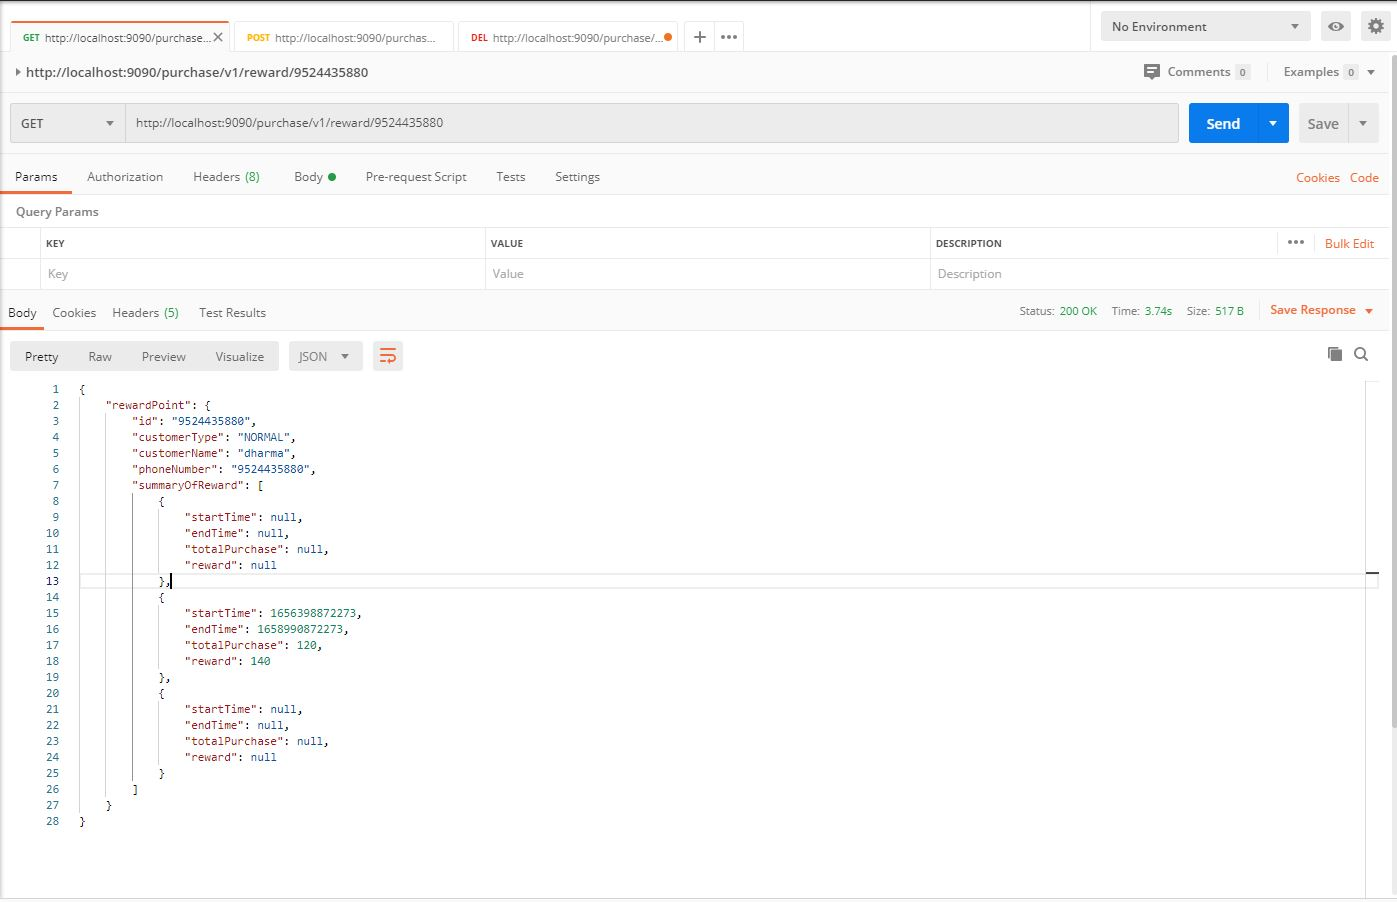 GET http://localhost:9090/purchase... POST http://localhost:9090/purchas... DEL http://localhost:9090/purchase/... No Environment
http://localhost:9090/purchase/v1/reward/9524435880 Comments 0 Examples 0
GET http://localhost:9090/purchase/v1/reward/9524435880 Send Save
Params Authorization Headers (8) Body Pre-request Script Tests Settings Cookies Code
Query Params
KEY VALUE DESCRIPTION ••• Bulk Edit
Key Value Description
Body Cookies Headers (5) Test Results Status: 200 OK Time: 3.74s Size: 517 B Save Response
Pretty Raw Preview Visualize JSON
1 {
2 "rewardPoint": {
3 "id": "9524435880",
4 "customerType": "NORMAL",
5 "customerName": "dharma",
6 "phoneNumber": "9524435880",
7 "summaryOfReward": [
8 {
9 "startTime": null,
10 "endTime": null,
11 "totalPurchase": null,
12 "reward": null
13 },
14 {
15 "startTime": 1656398872273,
16 "endTime": 1658990872273,
17 "totalPurchase": 120,
18 "reward": 140
19 },
20 {
21 "startTime": null,
22 "endTime": null,
23 "totalPurchase": null,
24 "reward": null
25 }
26 ]
27 }
28 }